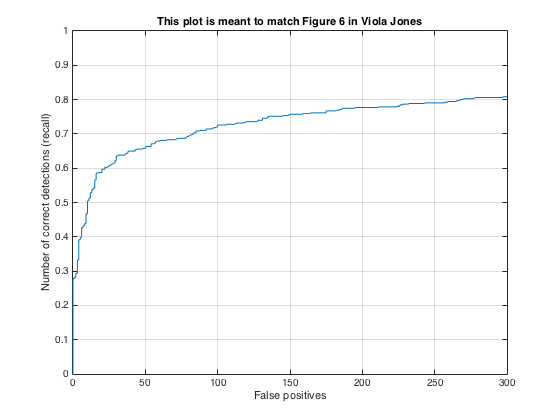 This plot is meant to match Figure 6 in Viola Jones
Number of correct detections (recall)
1
0.9
0.8
0.7
0.6
0.5
0.4
0.3
0.2
0.1
0
0 50 100 150 200 250 300
False positives